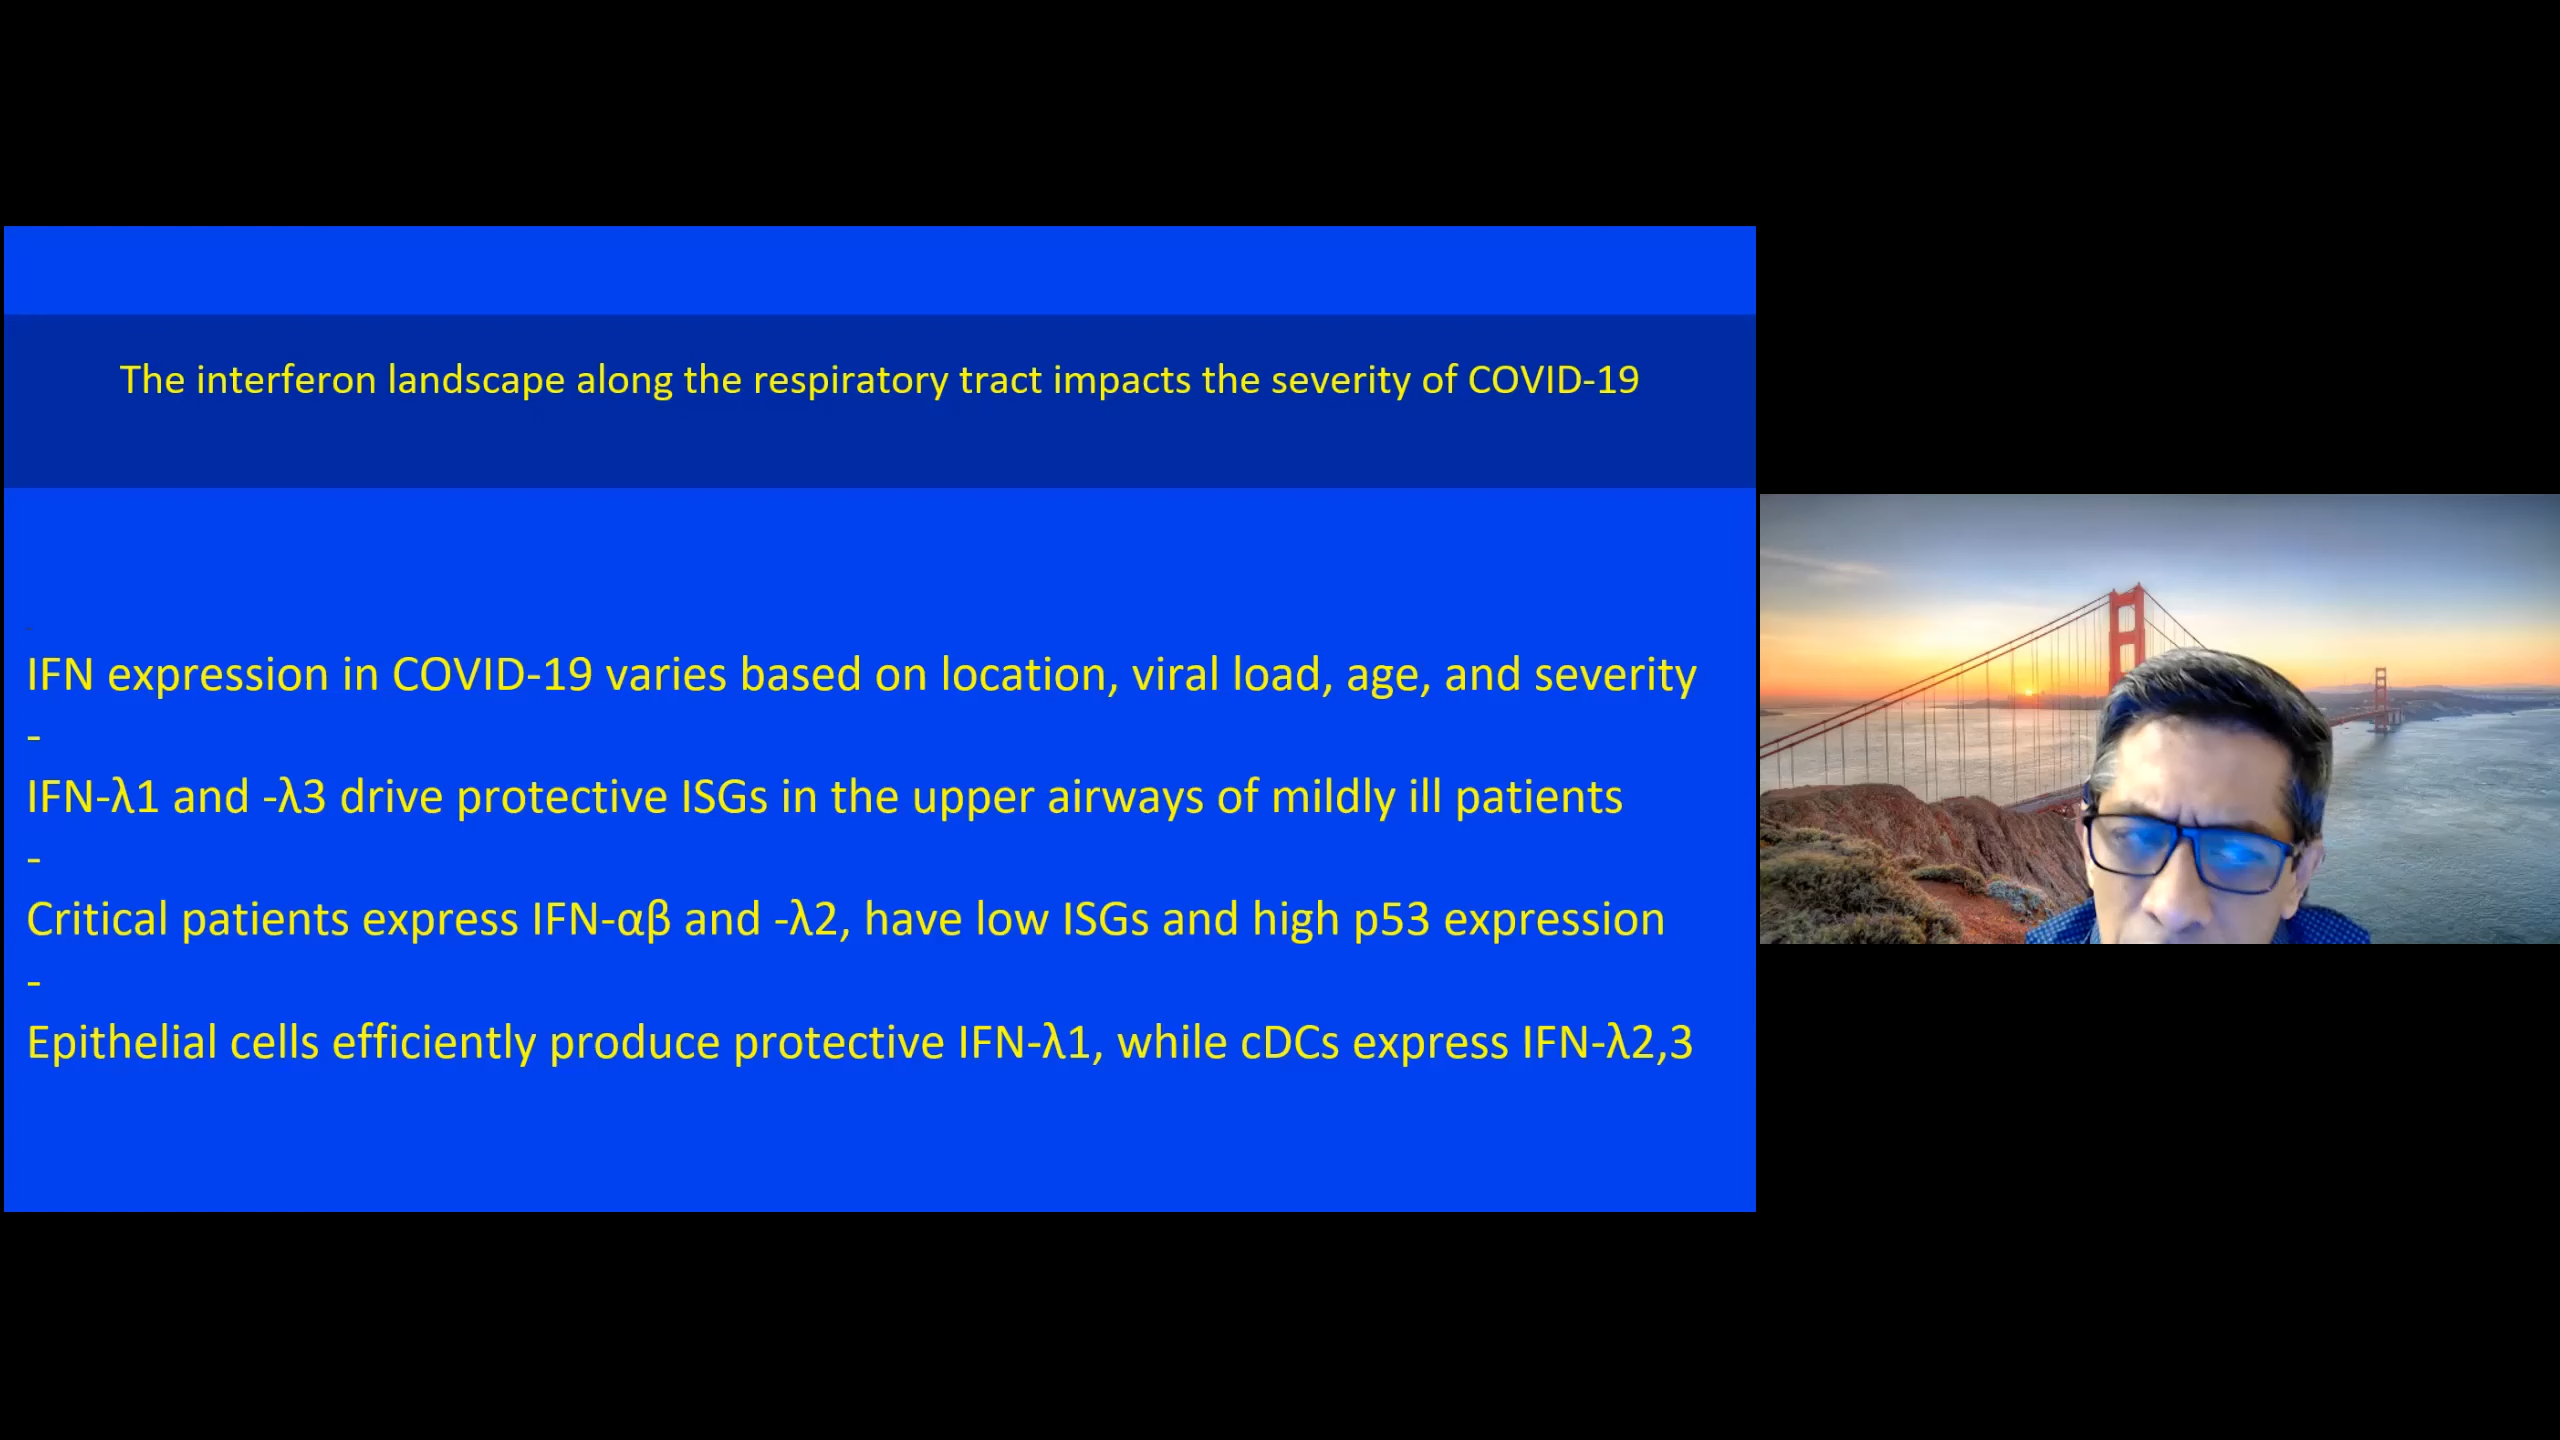 The interferon landscape along the respiratory tract impacts the severity of COVID-19
IFN expression in COVID-19 varies based on location, viral load, age, and severity
-
IFN-λ1 and -λ3 drive protective ISGs in the upper airways of mildly ill patients
-
Critical patients express IFN-αβ and -λ2, have low ISGs and high p53 expression
-
Epithelial cells efficiently produce protective IFN-λ1, while cDCs express IFN-λ2,3